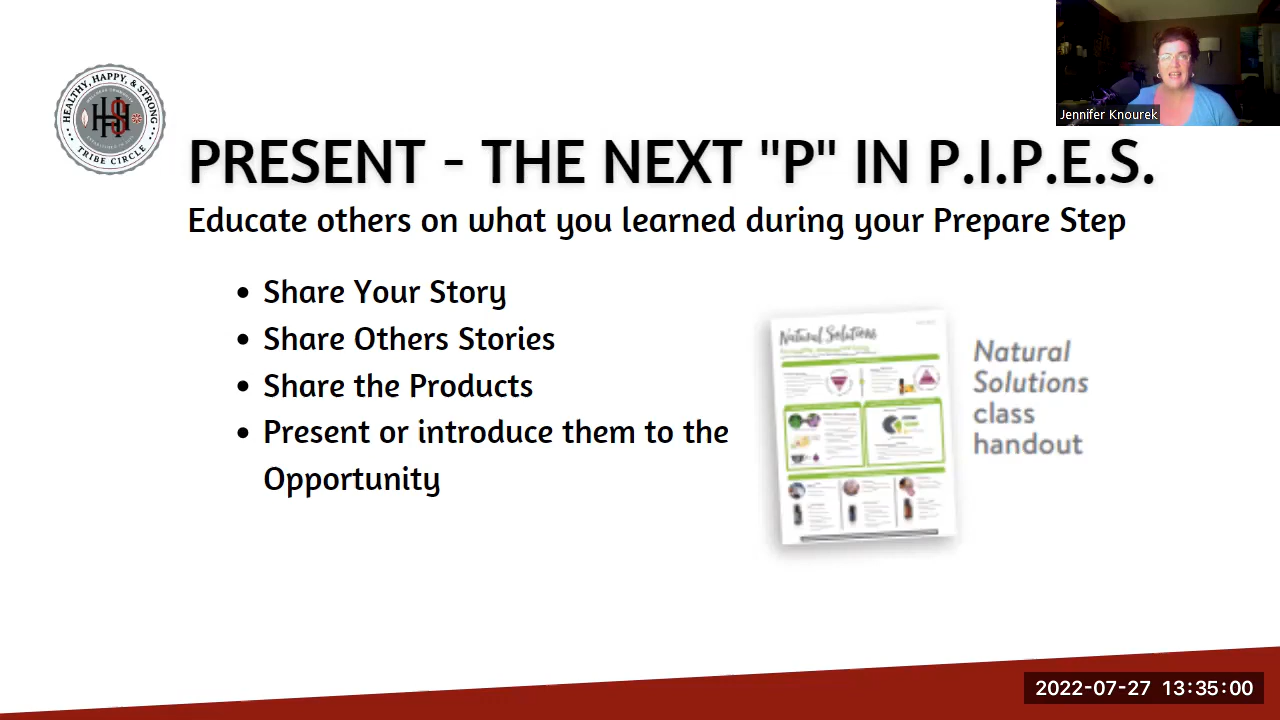 Jennifer Knourek
HEALTHY, HAPPY, & STRONG
HHS
TRIBE CIRCLE
PRESENT - THE NEXT "P" IN P.I.P.E.S.
Educate others on what you learned during your Prepare Step
• Share Your Story
• Share Others Stories
• Share the Products
• Present or introduce them to the
Opportunity
Natural Solutions
Natural
Solutions
class
handout
2022-07-27 13:35:00